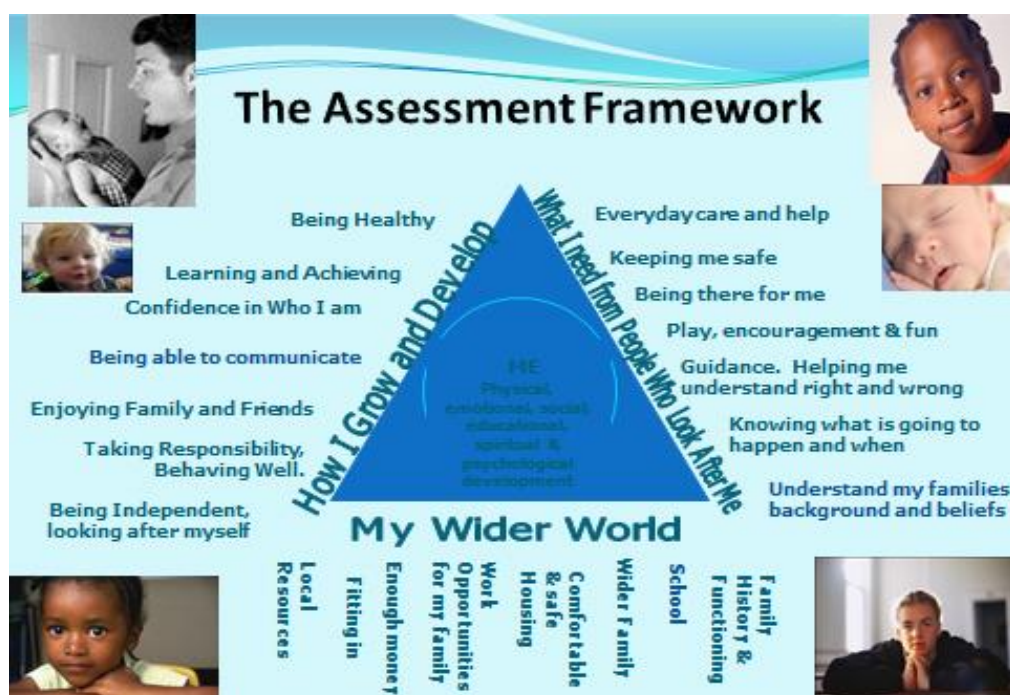 The Assessment Framework
Being Healthy
Learning and Achieving
Confidence in Who I am
Being able to communicate
Enjoying Family and Friends
Taking Responsibility,
Behaving Well.
Being Independent,
looking after myself
How I Grow and Develop
ME
Physical,
emotional, social,
educational,
spiritual &
psychological
development
What I need from People Who Look After Me
Everyday care and help
Keeping me safe
Being there for me
Play, encouragement & fun
Guidance. Helping me
understand right and wrong
Knowing what is going to
happen and when
Understand my families
background and beliefs
My Wider World
Local
Resources
Fitting in
Enough money
Work
Opportunities
for my family
Comfortable
& safe
Housing
Wider Family
School
Family
History &
Functioning